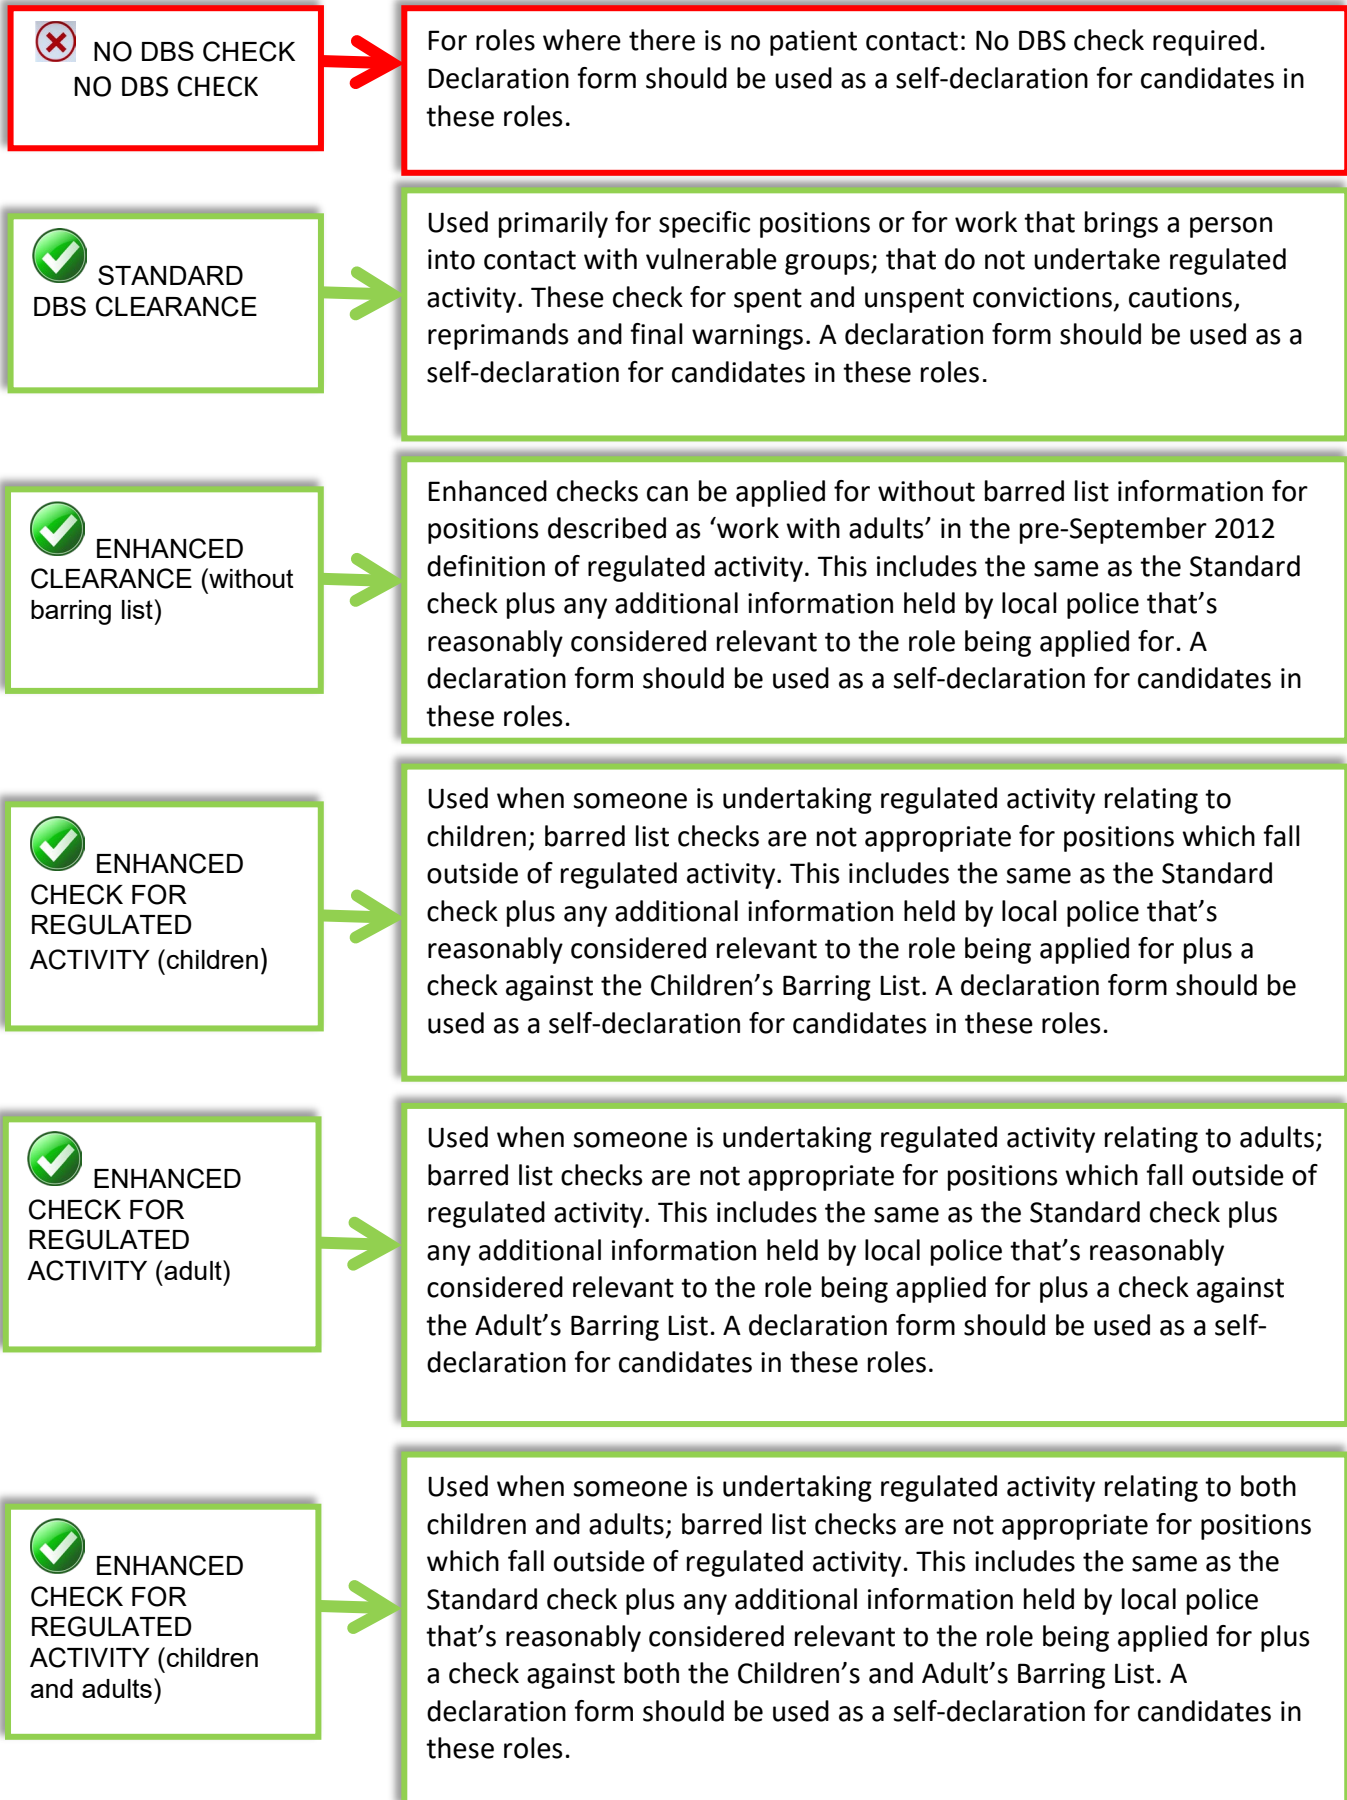 NO DBS CHECK
NO DBS CHECK
For roles where there is no patient contact: No DBS check required.
Declaration form should be used as a self-declaration for candidates in
these roles.
STANDARD
DBS CLEARANCE
Used primarily for specific positions or for work that brings a person
into contact with vulnerable groups; that do not undertake regulated
activity. These check for spent and unspent convictions, cautions,
reprimands and final warnings. A declaration form should be used as a
self-declaration for candidates in these roles.
ENHANCED
CLEARANCE (without
barring list)
Enhanced checks can be applied for without barred list information for
positions described as ‘work with adults’ in the pre-September 2012
definition of regulated activity. This includes the same as the Standard
check plus any additional information held by local police that’s
reasonably considered relevant to the role being applied for. A
declaration form should be used as a self-declaration for candidates in
these roles.
ENHANCED
CHECK FOR
REGULATED
ACTIVITY (children)
Used when someone is undertaking regulated activity relating to
children; barred list checks are not appropriate for positions which fall
outside of regulated activity. This includes the same as the Standard
check plus any additional information held by local police that’s
reasonably considered relevant to the role being applied for plus a
check against the Children’s Barring List. A declaration form should be
used as a self-declaration for candidates in these roles.
ENHANCED
CHECK FOR
REGULATED
ACTIVITY (adult)
Used when someone is undertaking regulated activity relating to adults;
barred list checks are not appropriate for positions which fall outside of
regulated activity. This includes the same as the Standard check plus
any additional information held by local police that’s reasonably
considered relevant to the role being applied for plus a check against
the Adult’s Barring List. A declaration form should be used as a self-
declaration for candidates in these roles.
ENHANCED
CHECK FOR
REGULATED
ACTIVITY (children
and adults)
Used when someone is undertaking regulated activity relating to both
children and adults; barred list checks are not appropriate for positions
which fall outside of regulated activity. This includes the same as the
Standard check plus any additional information held by local police
that’s reasonably considered relevant to the role being applied for plus
a check against both the Children’s and Adult’s Barring List. A
declaration form should be used as a self-declaration for candidates in
these roles.